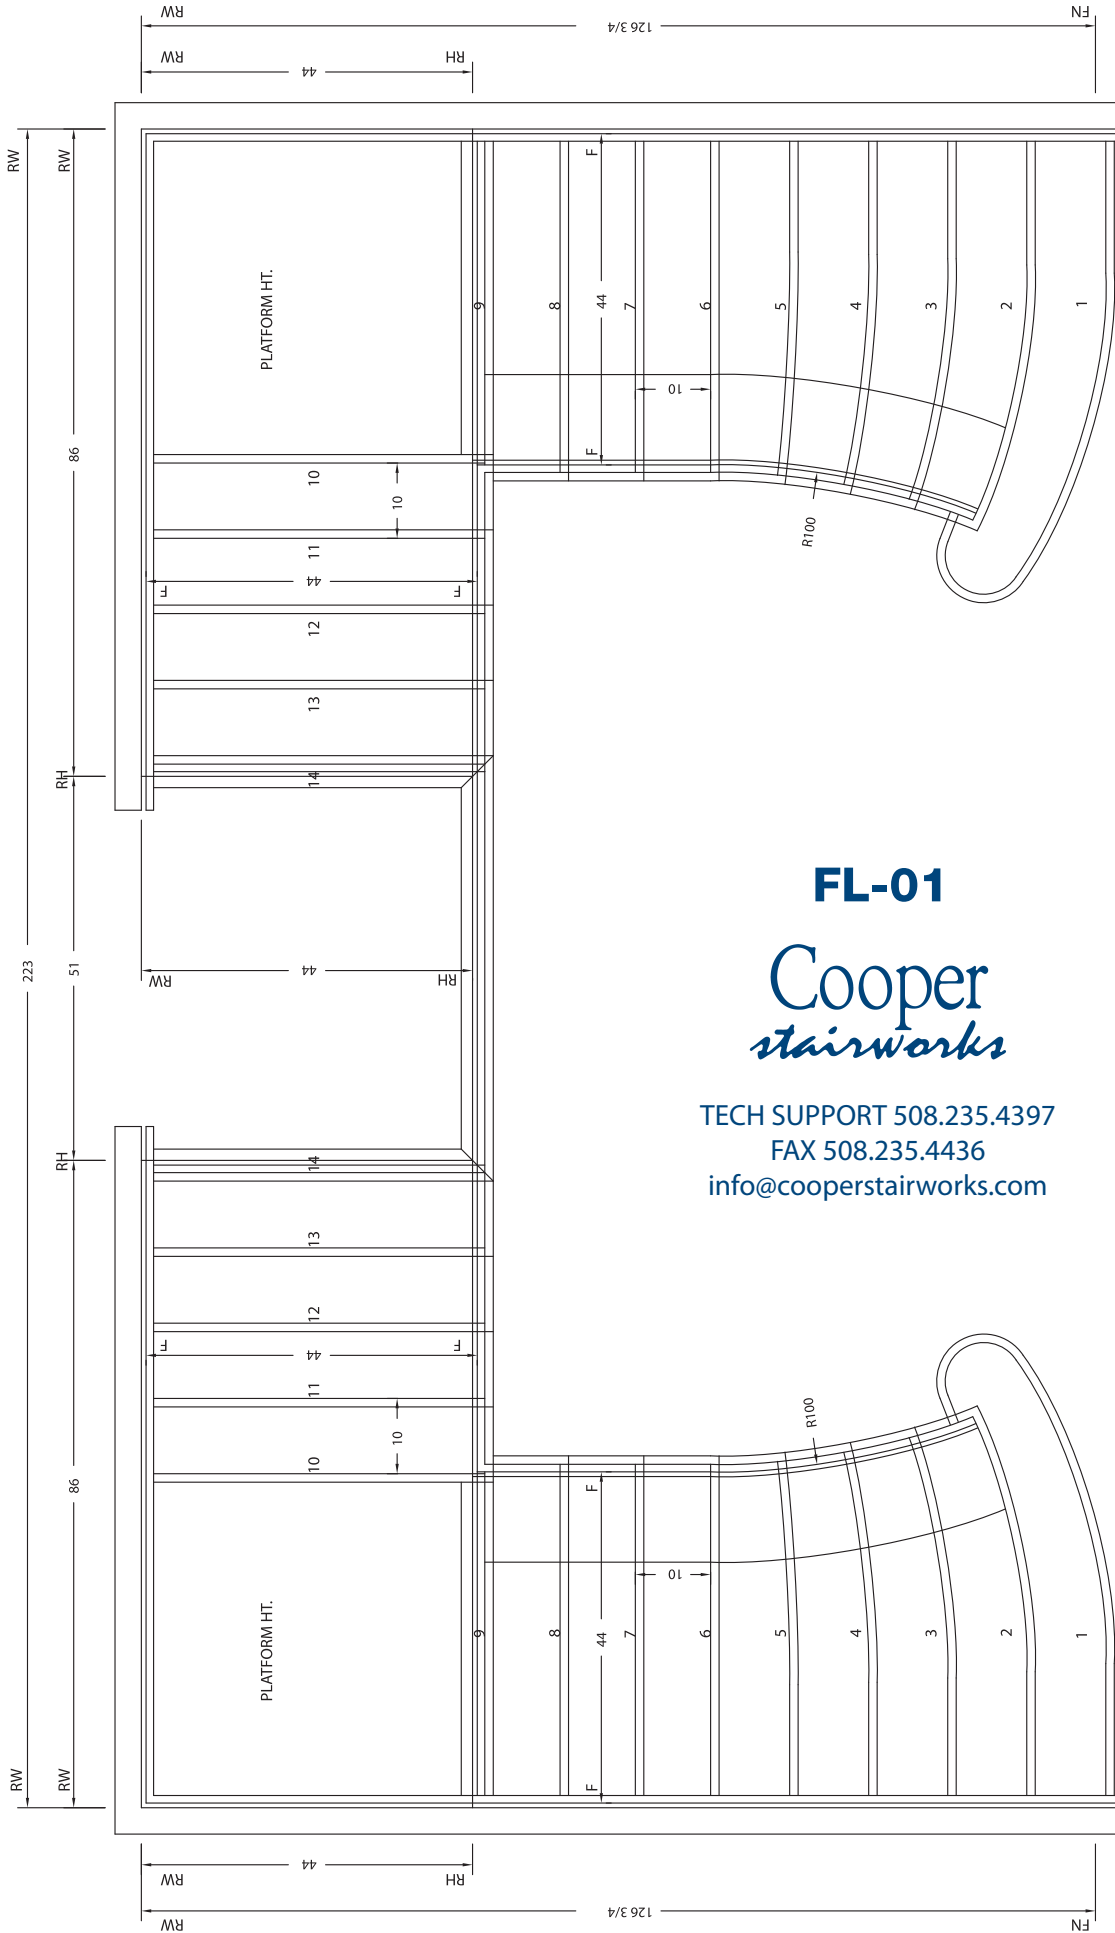 RW
126 3/4
FN
RW
44
RH
RW
RW
RW
RW
86
RH
51
RH
86
223
PLATFORM HT.
10
11
12
13
14
10
F
44
F
9
8
7
6
5
4
3
2
1
F
44
F
10
R100
RW
44
RH
FL-01
Cooper
stairworks
TECH SUPPORT 508.235.4397
FAX 508.235.4436
info@cooperstairworks.com
14
13
12
11
10
F
44
F
10
PLATFORM HT.
9
8
7
6
5
4
3
2
1
F
44
F
10
R100
RW
44
RH
RW
126 3/4
FN